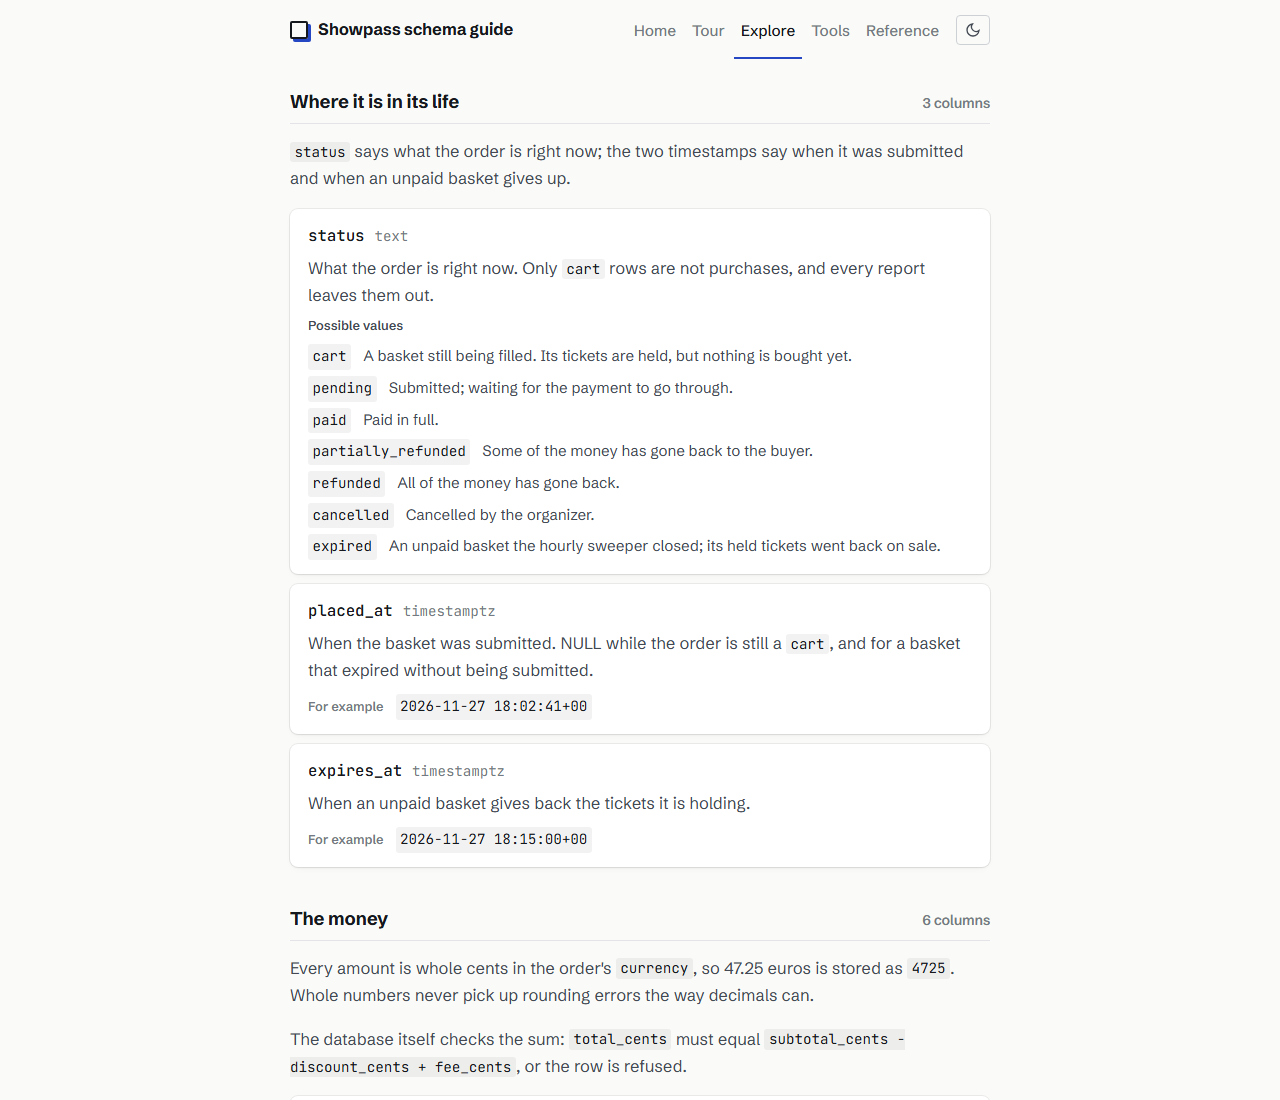 Showpass schema guide
Home Tour Explore Tools Reference
Where it is in its life
3 columns
status says what the order is right now; the two timestamps say when it was submitted
and when an unpaid basket gives up.
status text
What the order is right now. Only cart rows are not purchases, and every report
leaves them out.
Possible values
cart A basket still being filled. Its tickets are held, but nothing is bought yet.
pending Submitted; waiting for the payment to go through.
paid Paid in full.
partially_refunded Some of the money has gone back to the buyer.
refunded All of the money has gone back.
cancelled Cancelled by the organizer.
expired An unpaid basket the hourly sweeper closed; its held tickets went back on sale.
placed_at timestamptz
When the basket was submitted. NULL while the order is still a cart, and for a basket
that expired without being submitted.
For example 2026-11-27 18:02:41+00
expires_at timestamptz
When an unpaid basket gives back the tickets it is holding.
For example 2026-11-27 18:15:00+00
The money
6 columns
Every amount is whole cents in the order's currency, so 47.25 euros is stored as 4725.
Whole numbers never pick up rounding errors the way decimals can.
The database itself checks the sum: total_cents must equal subtotal_cents -
discount_cents + fee_cents, or the row is refused.